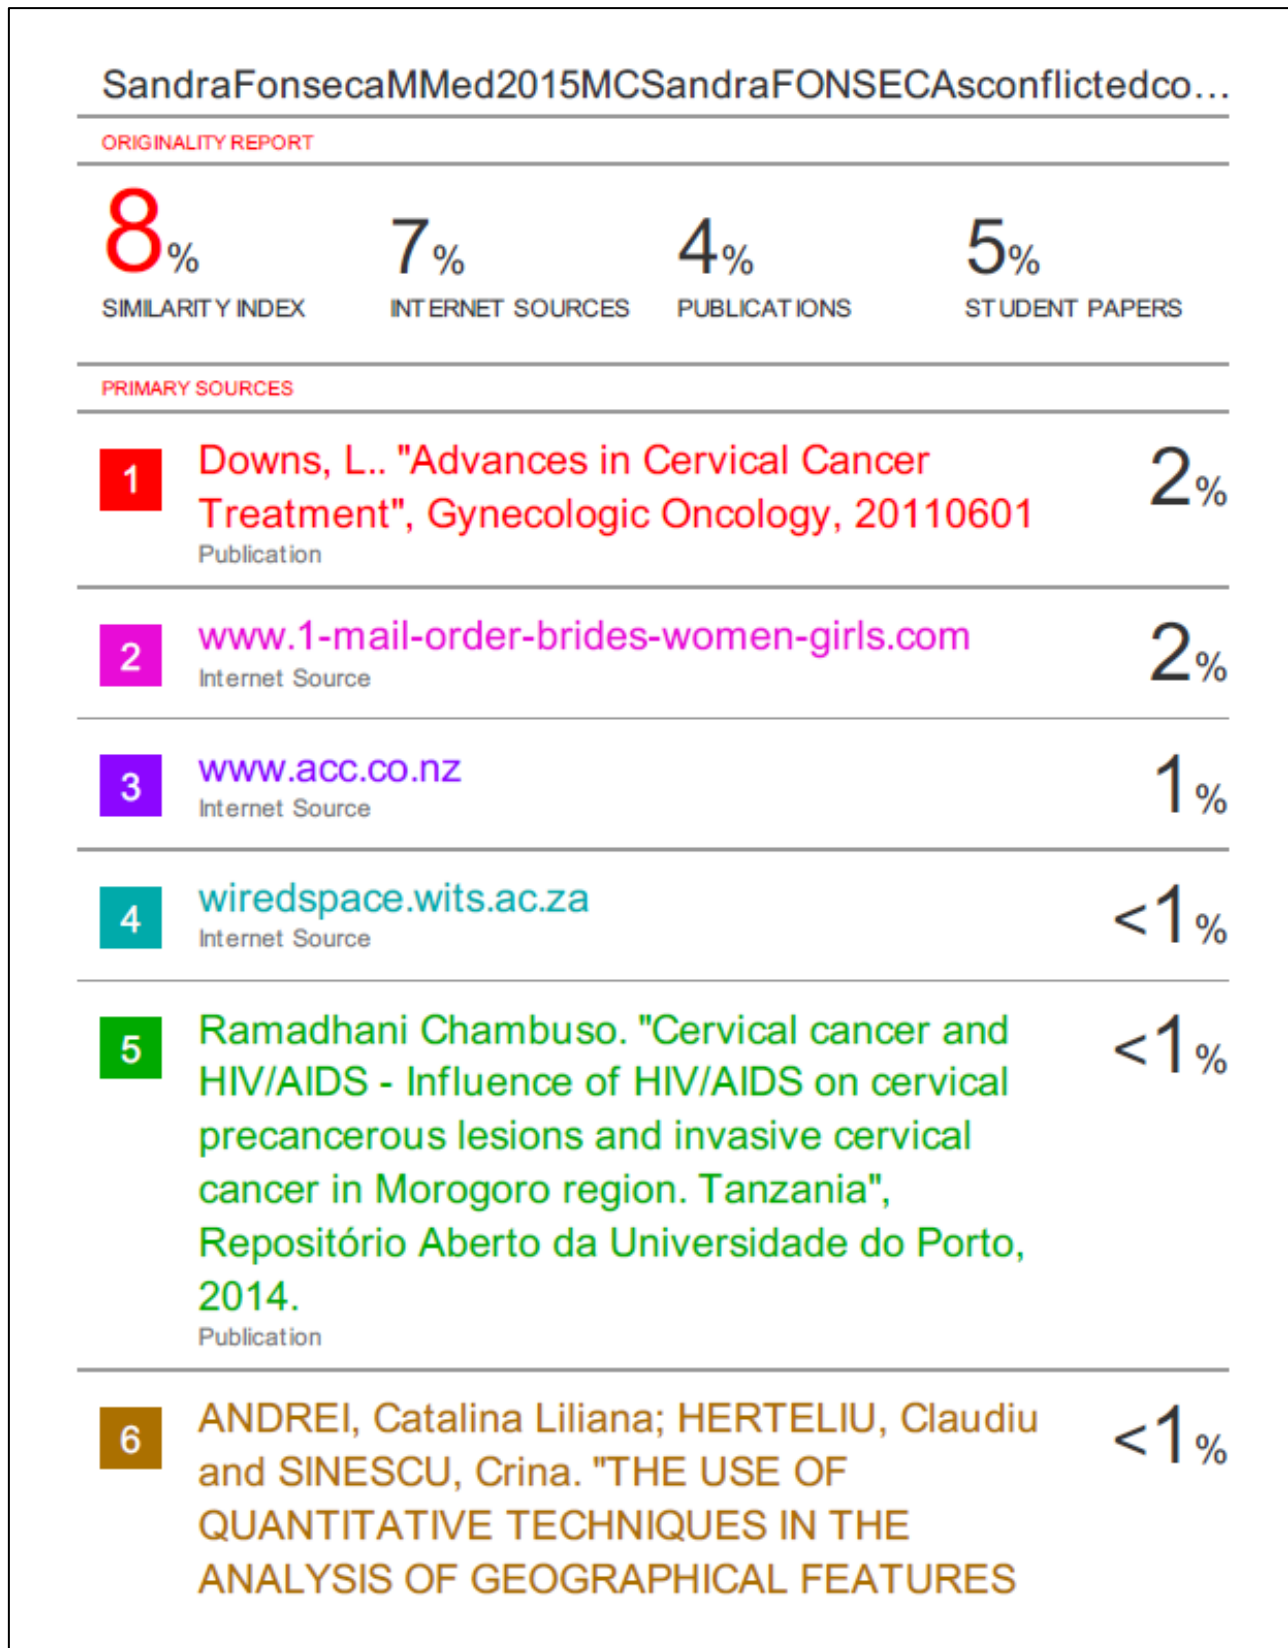 SandraFonsecaMMed2015MCSandraFONSECAsconflictedco...
ORIGINALITY REPORT
8% 7% 4% 5%
SIMILARITY INDEX INTERNET SOURCES PUBLICATIONS STUDENT PAPERS
PRIMARY SOURCES
1 Downs, L.. "Advances in Cervical Cancer 2%
Treatment", Gynecologic Oncology, 20110601
Publication
2 www.1-mail-order-brides-women-girls.com 2%
Internet Source
3 www.acc.co.nz 1%
Internet Source
4 wiredspace.wits.ac.za <1%
Internet Source
5 Ramadhani Chambuso. "Cervical cancer and <1%
HIV/AIDS - Influence of HIV/AIDS on cervical
precancerous lesions and invasive cervical
cancer in Morogoro region. Tanzania",
Repositório Aberto da Universidade do Porto,
2014.
Publication
6 ANDREI, Catalina Liliana; HERTELIU, Claudiu <1%
and SINESCU, Crina. "THE USE OF
QUANTITATIVE TECHNIQUES IN THE
ANALYSIS OF GEOGRAPHICAL FEATURES